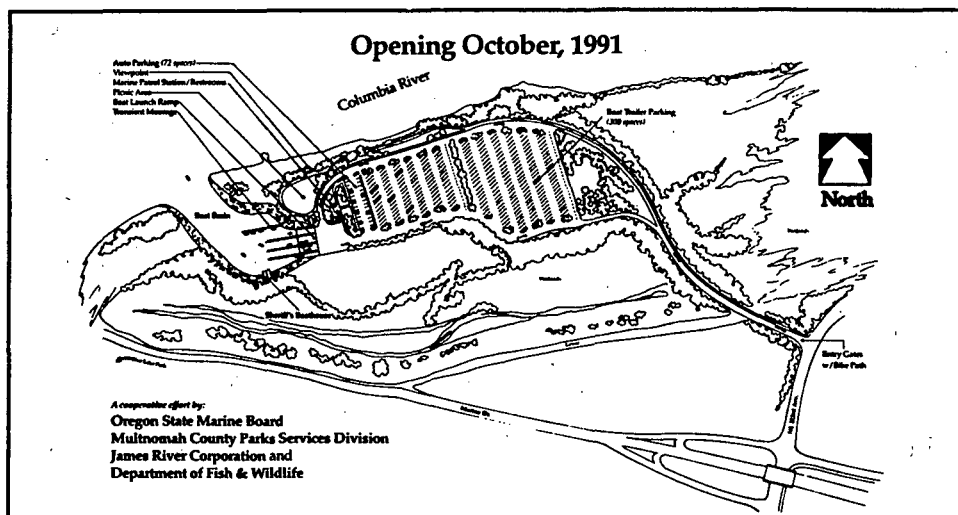 Opening October, 1991
Auto Parking (72 spaces)
Viewpoint
Marine Patrol Station/Restrooms
Picnic Area
Boat Launch Ramp
Transient Moorage
Columbia River
Boat Trailer Parking
North
Boat Basin
Sheriff's Boathouse
Entry Gates
w/Bike Path
Marine Dr.
A cooperative effort by:
Oregon State Marine Board
Multnomah County Parks Services Division
James River Corporation and
Department of Fish & Wildlife